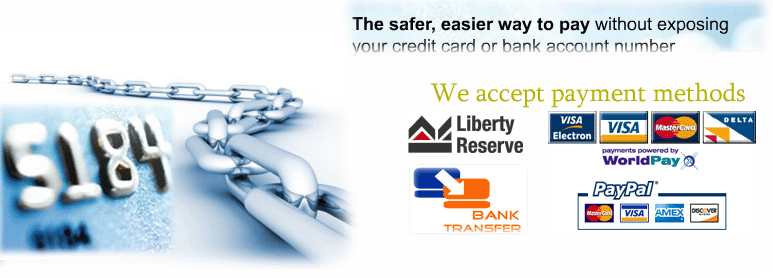 The safer, easier way to pay without exposing
your credit card or bank account number
We accept payment methods
Liberty
Reserve
VISA
Electron
VISA
MasterCard
DELTA
payments powered by
WorldPay
BANK
TRANSFER
PayPal
MasterCard
VISA
AMEX
DISCOVER
5184
5184